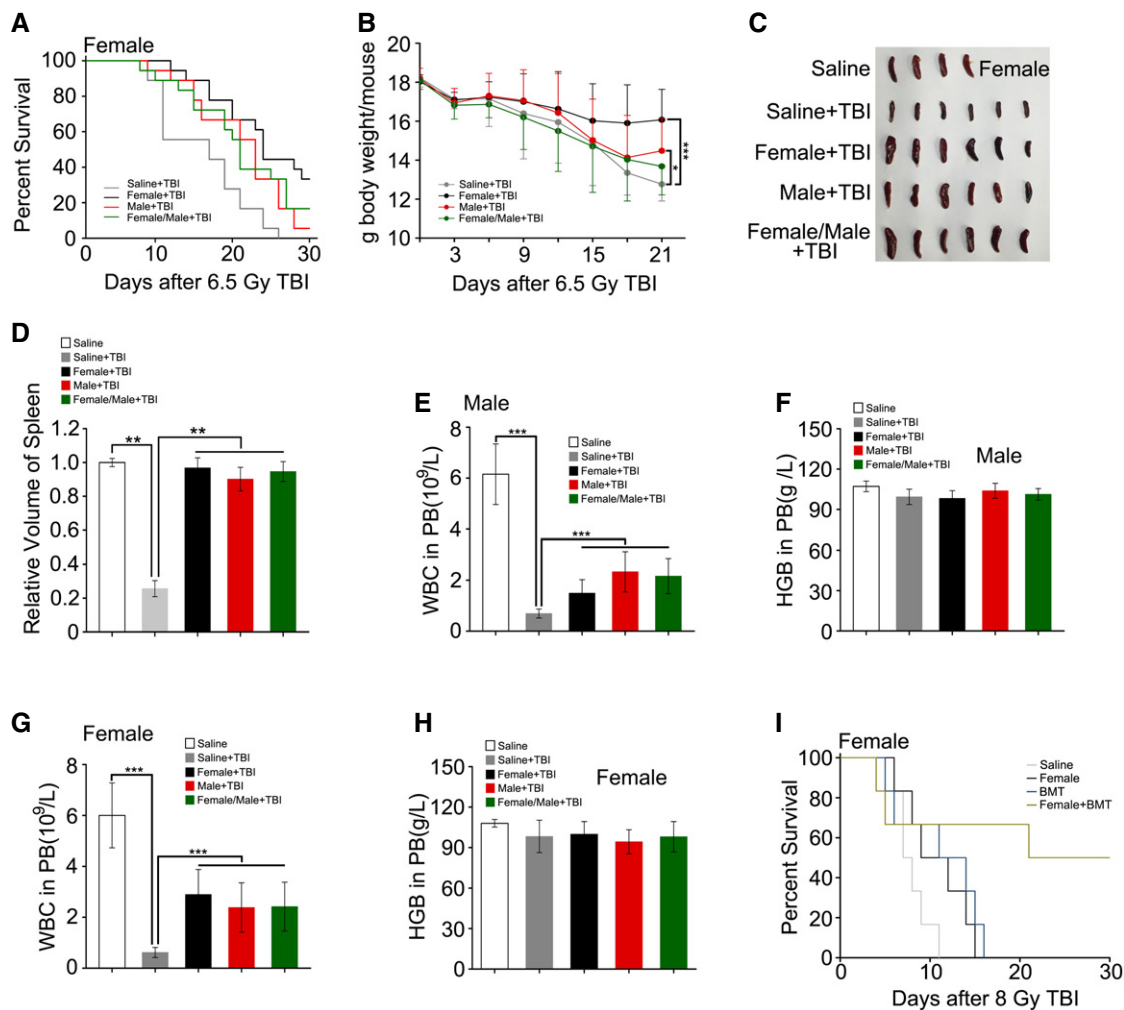 A
Female
Percent Survival
100
80
60
40
20
0
0
10
20
30
Saline+TBI
Female+TBI
Male+TBI
Female/Male+TBI
Days after 6.5 Gy TBI
B
g body weight/mouse
20
18
16
14
12
10
3
9
15
21
Saline+TBI
Female+TBI
Male+TBI
Female/Male+TBI
*
***
Days after 6.5 Gy TBI
C
Saline
Female
Saline+TBI
Female+TBI
Male+TBI
Female/Male
+TBI
D
Saline
Saline+TBI
Female+TBI
Male+TBI
Female/Male+TBI
Relative Volume of Spleen
1.2
1.0
0.8
0.6
0.4
0.2
0
**
**
E
Male
WBC in PB(10⁹/L)
8
6
4
2
0
***
***
Saline
Saline+TBI
Female+TBI
Male+TBI
Female/Male+TBI
F
HGB in PB(g /L)
150
120
90
60
30
0
Saline
Saline+TBI
Female+TBI
Male+TBI
Female/Male+TBI
Male
G
Female
WBC in PB(10⁹/L)
8
6
4
2
0
***
***
Saline
Saline+TBI
Female+TBI
Male+TBI
Female/Male+TBI
H
HGB in PB(g/L)
150
120
90
60
30
0
Saline
Saline+TBI
Female+TBI
Male+TBI
Female/Male+TBI
Female
I
Female
Percent Survival
100
80
60
40
20
0
0
10
20
30
Saline
Female
BMT
Female+BMT
Days after 8 Gy TBI